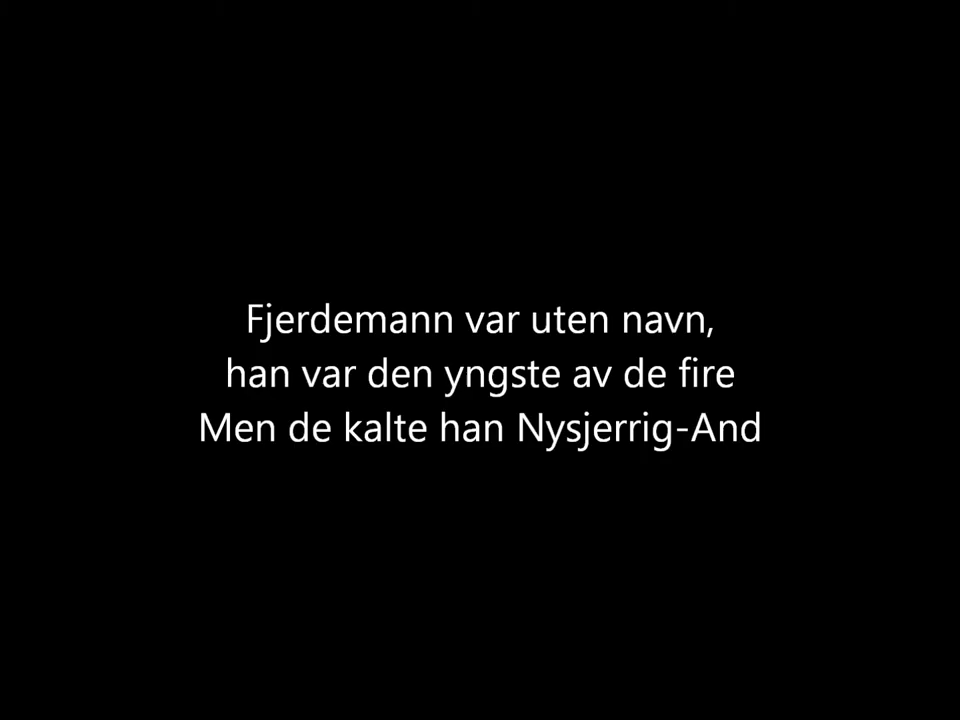 Fjerdemann var uten navn,
han var den yngste av de fire
Men de kalte han Nysjerrig-And